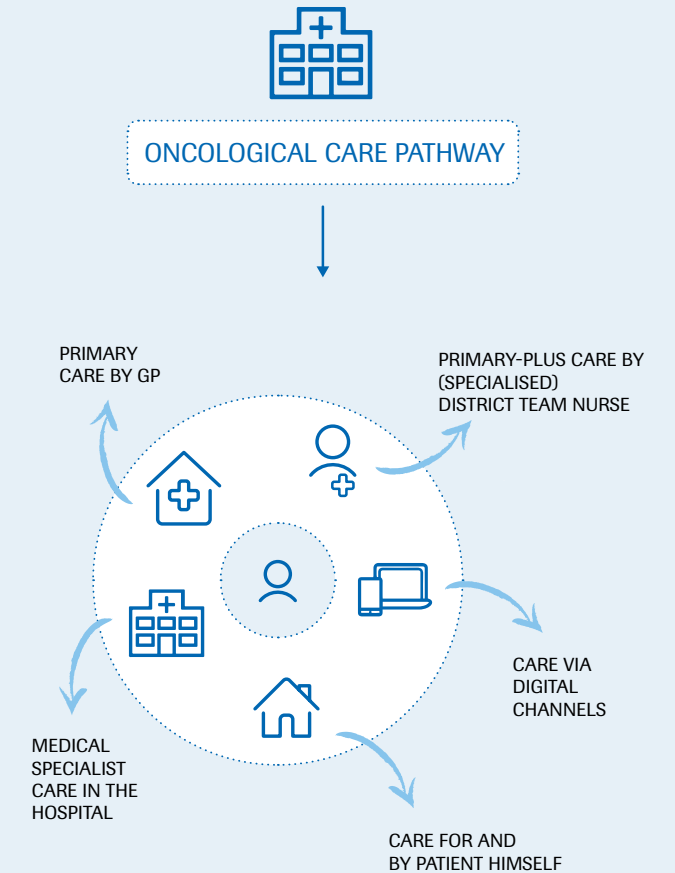 ONCOLOGICAL CARE PATHWAY
PRIMARY
CARE BY GP
PRIMARY-PLUS CARE BY
(SPECIALISED)
DISTRICT TEAM NURSE
CARE VIA
DIGITAL
CHANNELS
MEDICAL
SPECIALIST
CARE IN THE
HOSPITAL
CARE FOR AND
BY PATIENT HIMSELF